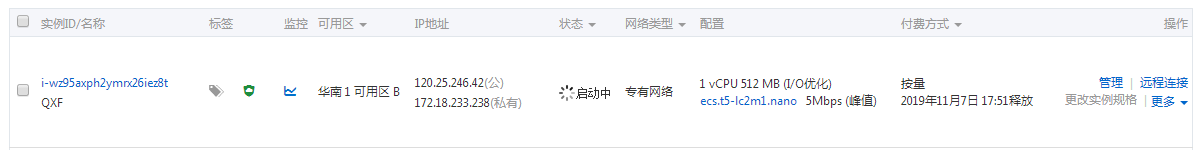 实例ID/名称 标签 监控 可用区 IP地址 状态 网络类型 配置 付费方式 操作
i-wz95axph2ymrx26iez8t
QXF
华南 1 可用区 B
120.25.246.42(公)
172.18.233.238(私有)
启动中
专有网络
1 vCPU 512 MB (I/O优化)
ecs.t5-lc2m1.nano 5Mbps (峰值)
按量
2019年11月7日 17:51释放
管理 | 远程连接
更改实例规格 | 更多